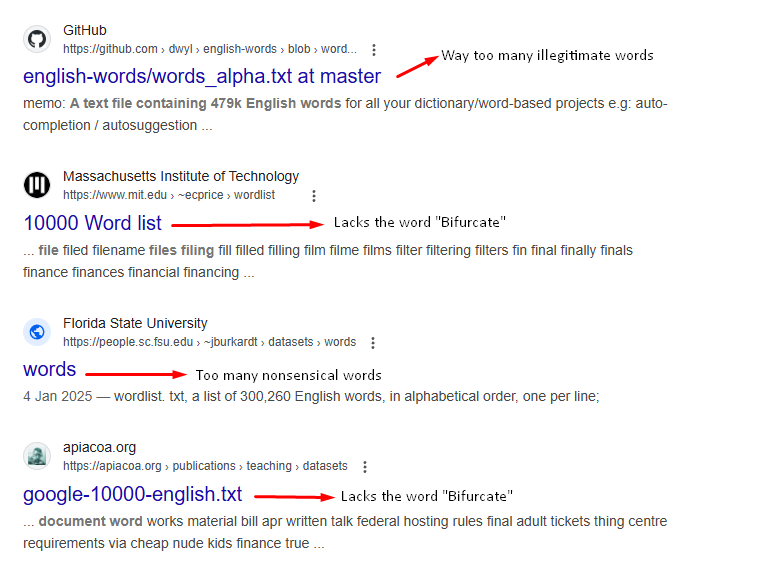 GitHub
https://github.com › dwyl › english-words › blob › word...
Way too many illegitimate words
english-words/words_alpha.txt at master
memo: A text file containing 479k English words for all your dictionary/word-based projects e.g: auto-
completion / autosuggestion ...
Massachusetts Institute of Technology
https://www.mit.edu › ~ecprice › wordlist
10000 Word list
Lacks the word "Bifurcate"
... file filed filename files filing fill filled filling film filme films filter filtering filters fin final finally finals
finance finances financial financing ...
Florida State University
https://people.sc.fsu.edu › ~jburkardt › datasets › words
words
Too many nonsensical words
4 Jan 2025 — wordlist. txt, a list of 300,260 English words, in alphabetical order, one per line;
apiacoa.org
https://apiacoa.org › publications › teaching › datasets
google-10000-english.txt
Lacks the word "Bifurcate"
... document word works material bill apr written talk federal hosting rules final adult tickets thing centre
requirements via cheap nude kids finance true ...